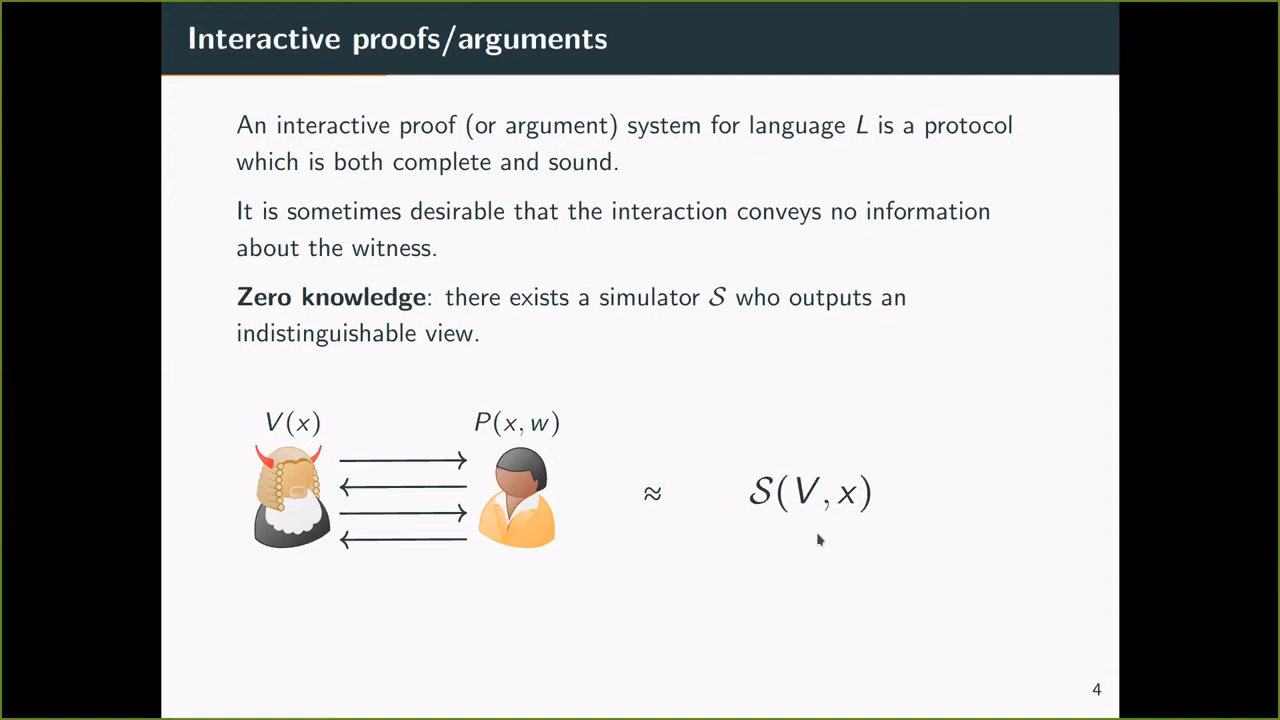 Interactive proofs/arguments
An interactive proof (or argument) system for language L is a protocol
which is both complete and sound.
It is sometimes desirable that the interaction conveys no information
about the witness.
Zero knowledge: there exists a simulator 𝒮 who outputs an
indistinguishable view.
V(x) P(x, w)
≈ 𝒮(V, x)
4